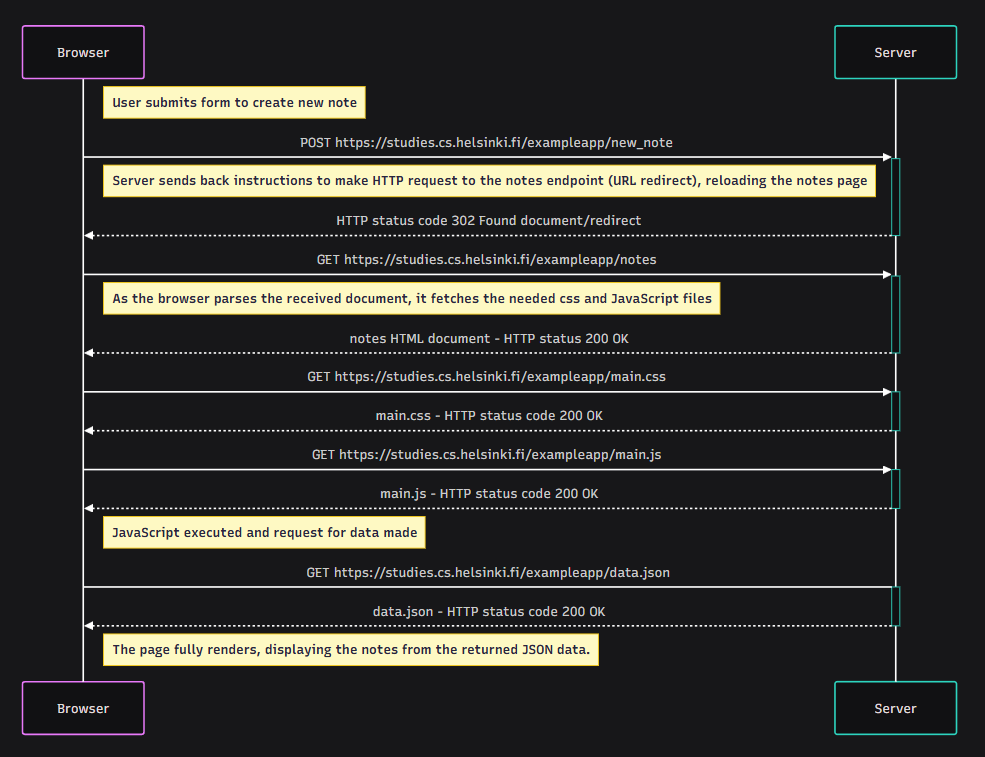 Browser
Server
User submits form to create new note
POST https://studies.cs.helsinki.fi/exampleapp/new_note
Server sends back instructions to make HTTP request to the notes endpoint (URL redirect), reloading the notes page
HTTP status code 302 Found document/redirect
GET https://studies.cs.helsinki.fi/exampleapp/notes
As the browser parses the received document, it fetches the needed css and JavaScript files
notes HTML document - HTTP status 200 OK
GET https://studies.cs.helsinki.fi/exampleapp/main.css
main.css - HTTP status code 200 OK
GET https://studies.cs.helsinki.fi/exampleapp/main.js
main.js - HTTP status code 200 OK
JavaScript executed and request for data made
GET https://studies.cs.helsinki.fi/exampleapp/data.json
data.json - HTTP status code 200 OK
The page fully renders, displaying the notes from the returned JSON data.
Browser
Server